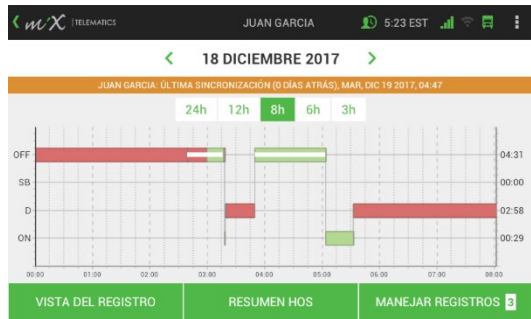 miX | TELEMATICS JUAN GARCIA 5:23 EST
18 DICIEMBRE 2017
JUAN GARCIA: ÚLTIMA SINCRONIZACIÓN (0 DÍAS ATRÁS), MAR, DIC 19 2017, 04:47
24h 12h 8h 6h 3h
OFF 04:31
SB 00:00
D 02:58
ON 00:29
00:00 01:00 02:00 03:00 04:00 05:00 06:00 07:00 08:00
VISTA DEL REGISTRO RESUMEN HOS MANEJAR REGISTROS 3